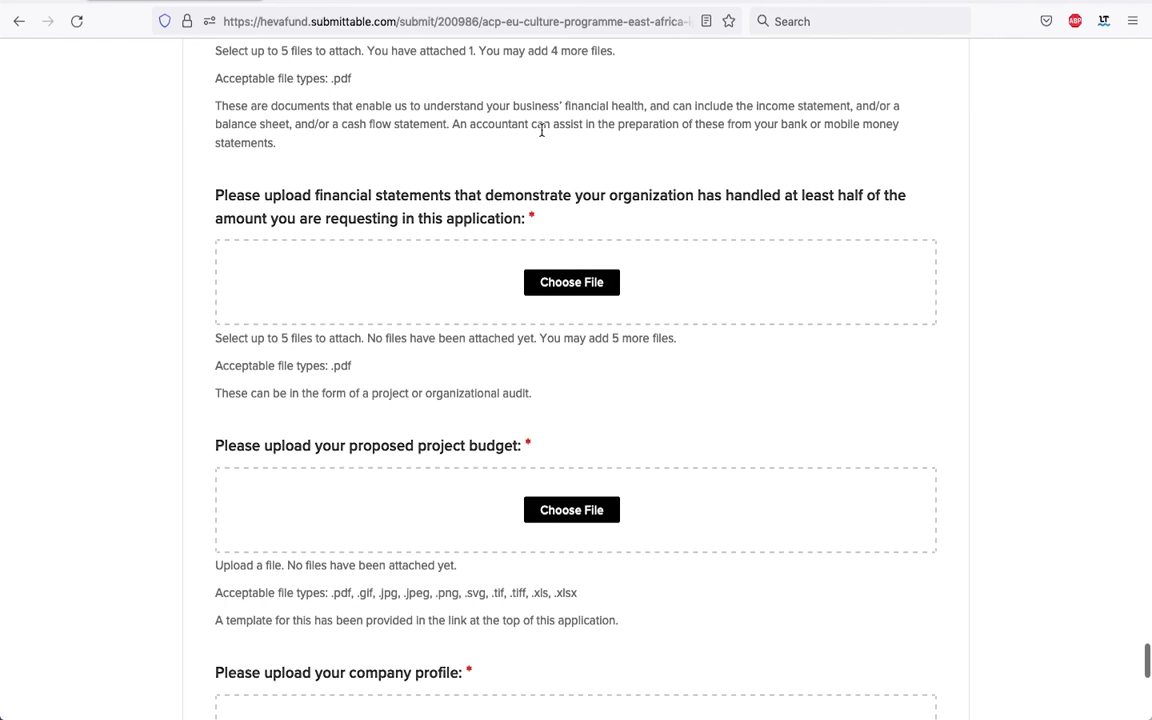 https://hevafund.submittable.com/submit/200986/acp-eu-culture-programme-east-africa-
Search
ABP
LT
Select up to 5 files to attach. You have attached 1. You may add 4 more files.
Acceptable file types: .pdf
These are documents that enable us to understand your business' financial health, and can include the income statement, and/or a
balance sheet, and/or a cash flow statement. An accountant can assist in the preparation of these from your bank or mobile money
statements.
Please upload financial statements that demonstrate your organization has handled at least half of the
amount you are requesting in this application: *
Choose File
Select up to 5 files to attach. No files have been attached yet. You may add 5 more files.
Acceptable file types: .pdf
These can be in the form of a project or organizational audit.
Please upload your proposed project budget: *
Choose File
Upload a file. No files have been attached yet.
Acceptable file types: .pdf, .gif, .jpg, .jpeg, .png, .svg, .tif, .tiff, .xls, .xlsx
A template for this has been provided in the link at the top of this application.
Please upload your company profile: *